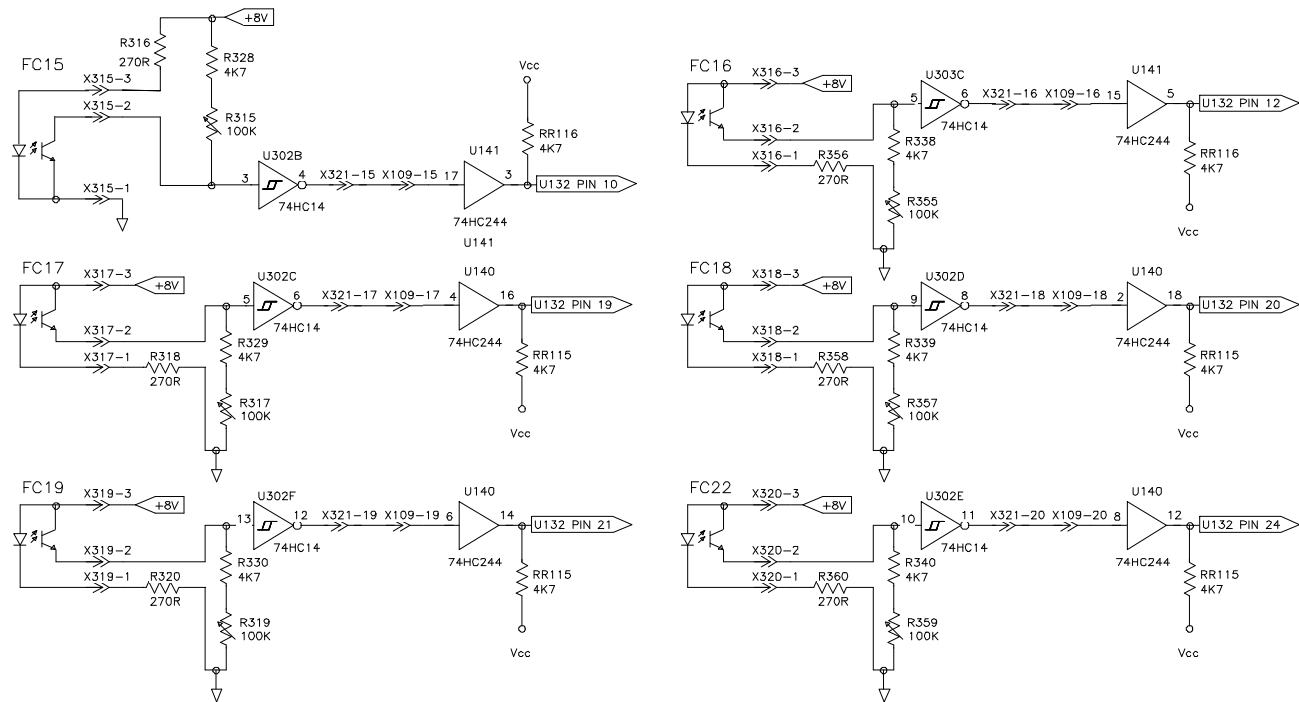 FC15
X315-3
X315-2
X315-1
R316
270R
+8V
R328
4K7
R315
100K
U302B
3
4
74HC14
X321-15
X109-15
17
U141
3
74HC244
U141
Vcc
RR116
4K7
U132 PIN 10
FC16
X316-3
+8V
X316-2
X316-1
R356
270R
5
U303C
6
74HC14
R338
4K7
R355
100K
X321-16
X109-16
15
U141
5
74HC244
U132 PIN 12
RR116
4K7
Vcc
FC17
X317-3
+8V
X317-2
X317-1
R318
270R
5
U302C
6
74HC14
R329
4K7
R317
100K
X321-17
X109-17
4
U140
16
74HC244
U132 PIN 19
RR115
4K7
Vcc
FC18
X318-3
+8V
X318-2
X318-1
R358
270R
9
U302D
8
74HC14
R339
4K7
R357
100K
X321-18
X109-18
2
U140
18
74HC244
U132 PIN 20
RR115
4K7
Vcc
FC19
X319-3
+8V
X319-2
X319-1
R320
270R
13
U302F
12
74HC14
R330
4K7
R319
100K
X321-19
X109-19
6
U140
14
74HC244
U132 PIN 21
RR115
4K7
Vcc
FC22
X320-3
+8V
X320-2
X320-1
R360
270R
10
U302E
11
74HC14
R340
4K7
R359
100K
X321-20
X109-20
8
U140
12
74HC244
U132 PIN 24
RR115
4K7
Vcc